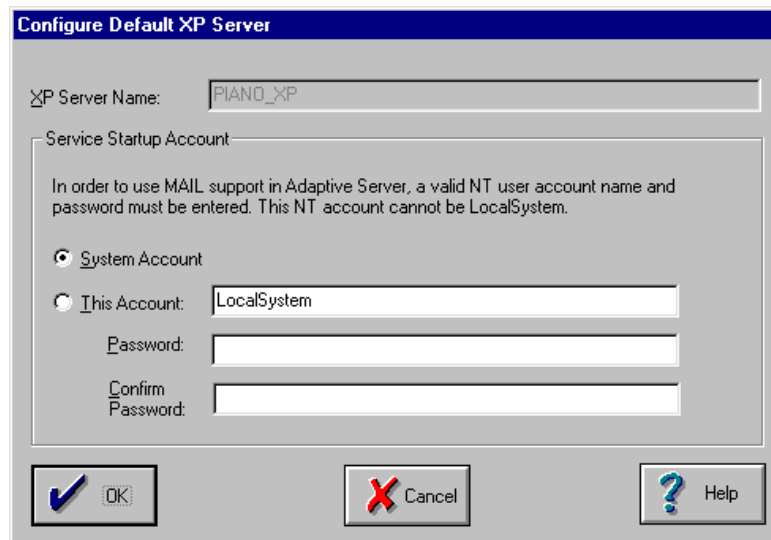 Configure Default XP Server
XP Server Name: PIANO_XP
Service Startup Account
In order to use MAIL support in Adaptive Server, a valid NT user account name and
password must be entered. This NT account cannot be LocalSystem.
System Account
This Account: LocalSystem
Password:
Confirm
Password:
OK Cancel Help